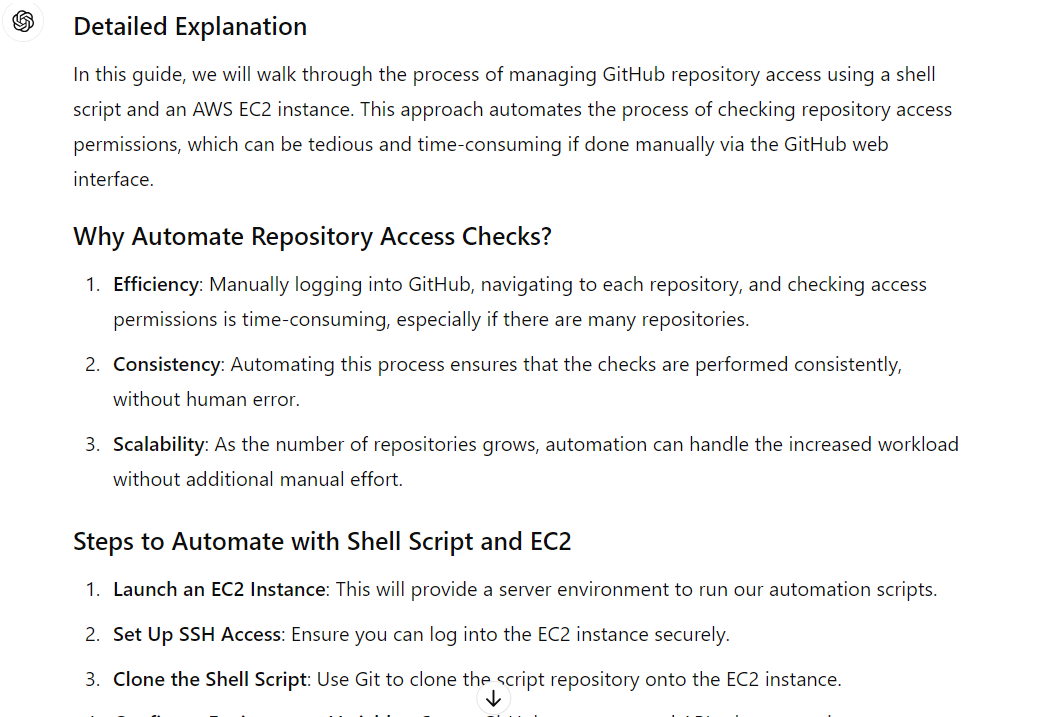 Detailed Explanation
In this guide, we will walk through the process of managing GitHub repository access using a shell
script and an AWS EC2 instance. This approach automates the process of checking repository access
permissions, which can be tedious and time-consuming if done manually via the GitHub web
interface.
Why Automate Repository Access Checks?
1. Efficiency: Manually logging into GitHub, navigating to each repository, and checking access
permissions is time-consuming, especially if there are many repositories.
2. Consistency: Automating this process ensures that the checks are performed consistently,
without human error.
3. Scalability: As the number of repositories grows, automation can handle the increased workload
without additional manual effort.
Steps to Automate with Shell Script and EC2
1. Launch an EC2 Instance: This will provide a server environment to run our automation scripts.
2. Set Up SSH Access: Ensure you can log into the EC2 instance securely.
3. Clone the Shell Script: Use Git to clone the script repository onto the EC2 instance.